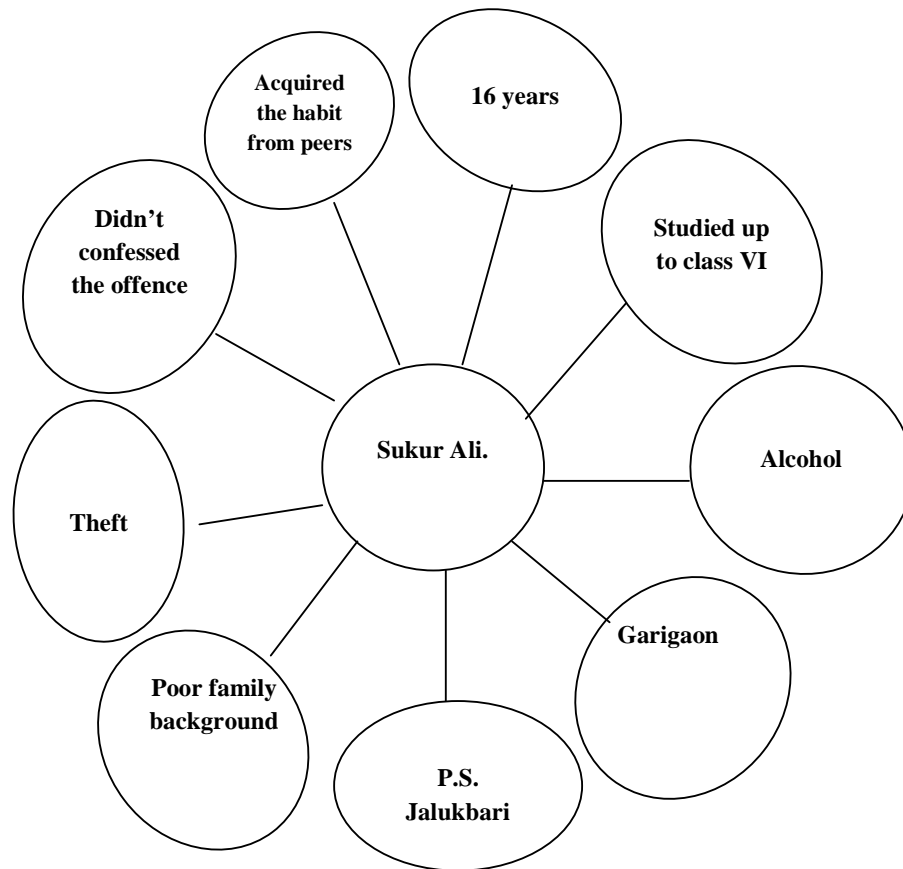 Acquired
the habit
from peers
16 years
Didn’t
confessed
the offence
Studied up
to class VI
Sukur Ali.
Alcohol
Theft
Garigaon
Poor family
background
P.S.
Jalukbari